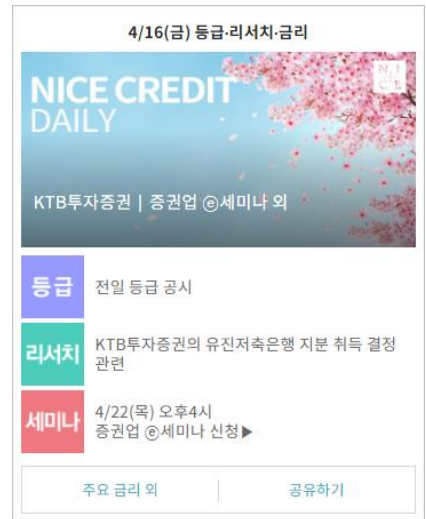 4/16(금) 등급·리서치·금리
NICE CREDIT
DAILY
NICE
KTB투자증권 | 증권업 ⓔ세미나 외
등급
전일 등급 공시
리서치
KTB투자증권의 유진저축은행 지분 취득 결정
관련
세미나
4/22(목) 오후4시
증권업 ⓔ세미나 신청▶
주요 금리 외
공유하기